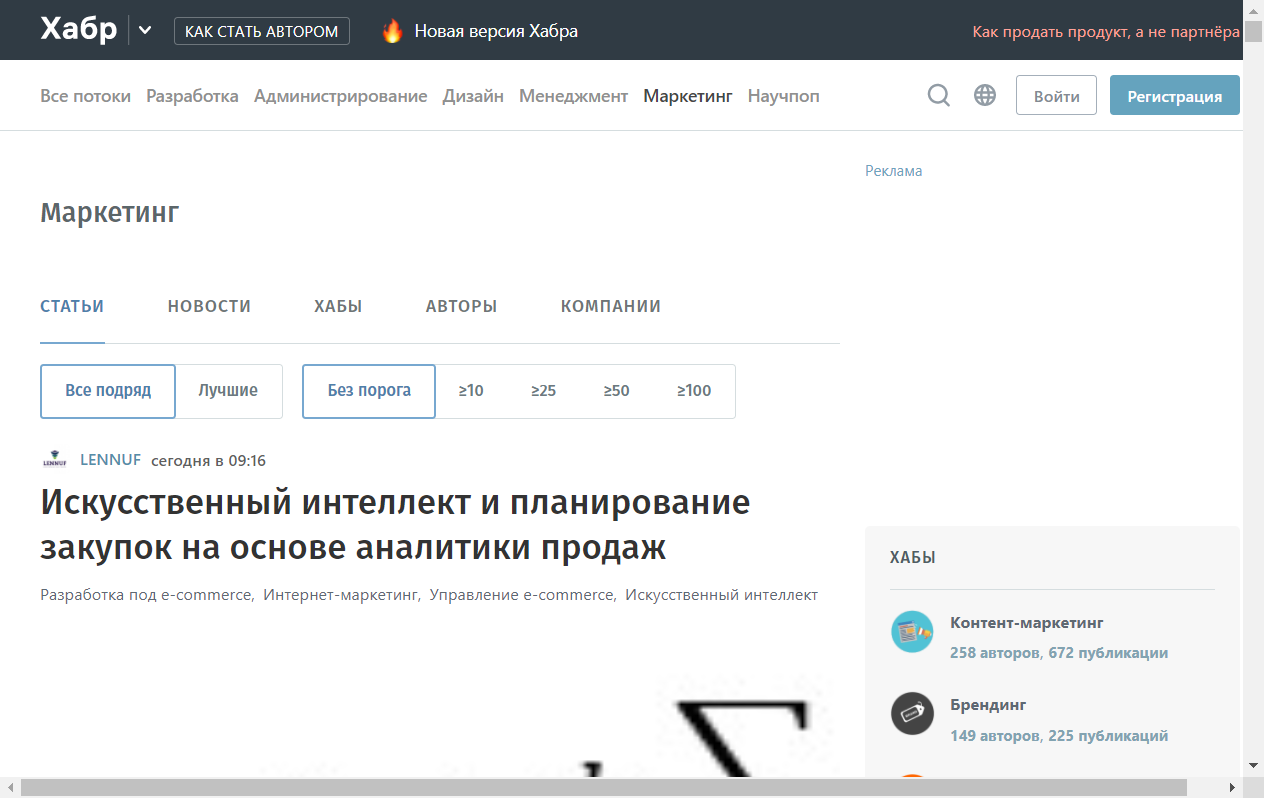 Хабр
КАК СТАТЬ АВТОРОМ
Новая версия Хабра
Как продать продукт, а не партнёра
Все потоки Разработка Администрирование Дизайн Менеджмент Маркетинг Научпоп
Войти
Регистрация
Реклама
Маркетинг
СТАТЬИ НОВОСТИ ХАБЫ АВТОРЫ КОМПАНИИ
Все подряд Лучшие Без порога ≥10 ≥25 ≥50 ≥100
LENNUF
LENNUF сегодня в 09:16
Искусственный интеллект и планирование
закупок на основе аналитики продаж
Разработка под e-commerce, Интернет-маркетинг, Управление e-commerce, Искусственный интеллект
ХАБЫ
Контент-маркетинг
258 авторов, 672 публикации
Брендинг
149 авторов, 225 публикаций